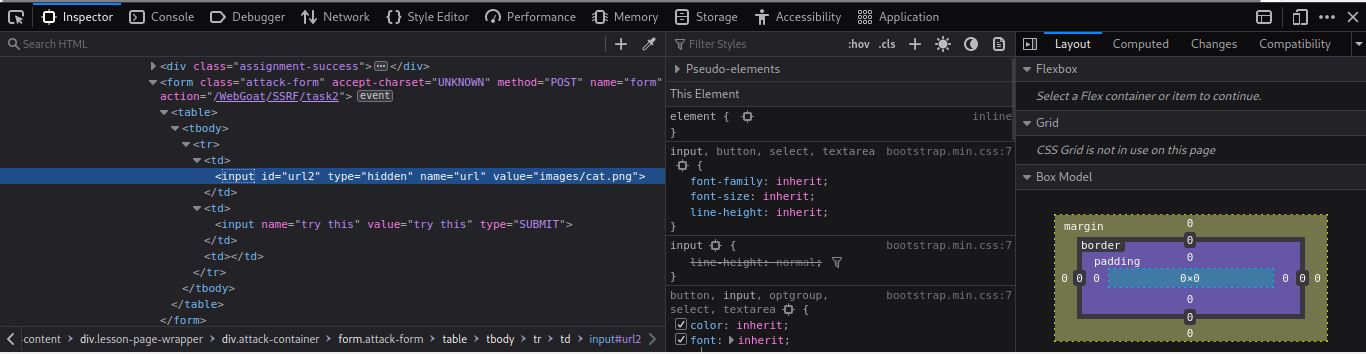 Inspector Console Debugger Network Style Editor Performance Memory Storage Accessibility Application
Search HTML
<div class="assignment-success"> </div>
<form class="attack-form" accept-charset="UNKNOWN" method="POST" name="form"
action="/WebGoat/SSRF/task2"> event
<table>
<tbody>
<tr>
<td>
<input id="url2" type="hidden" name="url" value="images/cat.png">
</td>
<td>
<input name="try this" value="try this" type="SUBMIT">
</td>
<td></td>
</tr>
</tbody>
</table>
</form>
-content div.lesson-page-wrapper div.attack-container form.attack-form table tbody tr td input#url2
Filter Styles :hov .cls
Pseudo-elements
This Element
element { inline
}
input, button, select, textarea bootstrap.min.css:7
{
font-family: inherit;
font-size: inherit;
line-height: inherit;
}
input { bootstrap.min.css:7
line-height: normal;
}
button, input, optgroup, bootstrap.min.css:7
select, textarea {
color: inherit;
font: inherit;
Layout Computed Changes Compatibility
Flexbox
Select a Flex container or item to continue.
Grid
CSS Grid is not in use on this page
Box Model
margin 0
border 0
padding 0
0 0 0 0×0 0 0 0
0
0
0